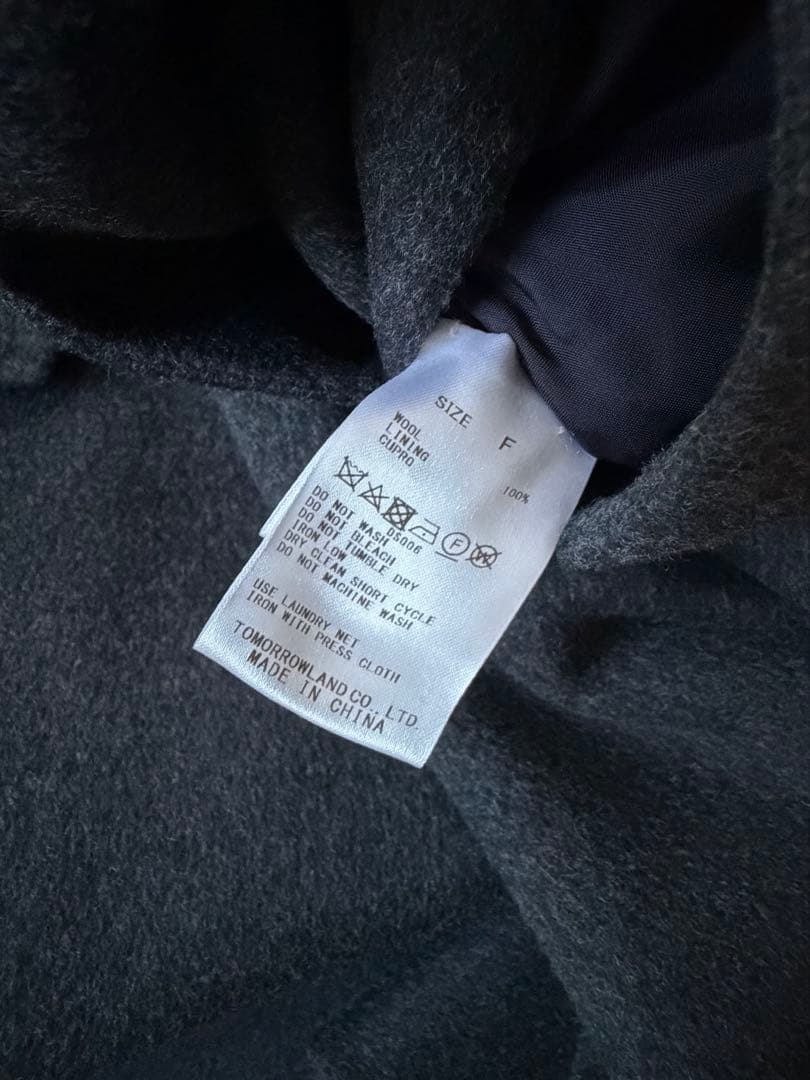 SIZE F
WOOL 100%
LINING
CUPRO
DS006
DO NOT WASH
DO NOT BLEACH
DO NOT TUMBLE DRY
IRON LOW
DRY CLEAN SHORT CYCLE
DO NOT MACHINE WASH
USE LAUNDRY NET
IRON WITH PRESS CLOTH
TOMORROWLAND CO., LTD.
MADE IN CHINA